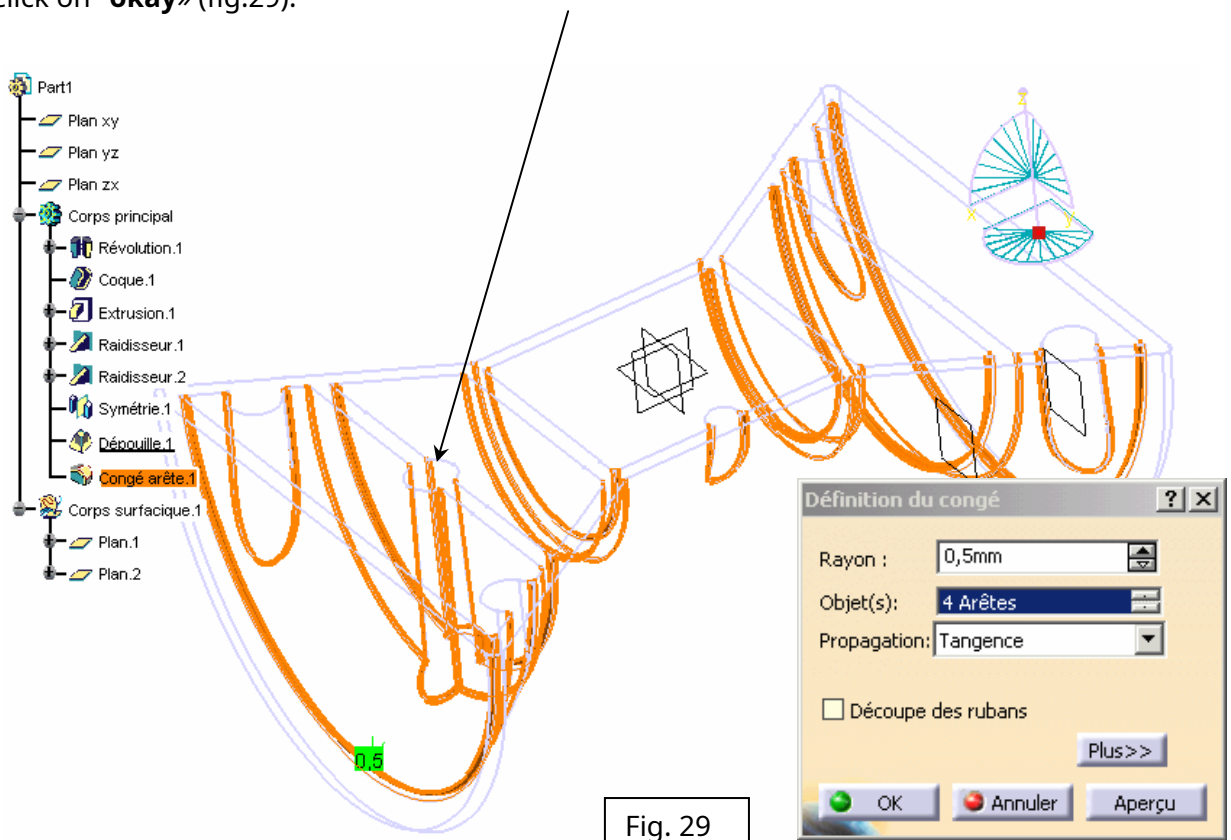 click on "okay» (fig.29).
Part1
Plan xy
Plan yz
Plan zx
Corps principal
Révolution.1
Coque.1
Extrusion.1
Raidisseur.1
Raidisseur.2
Symétrie.1
Dépouille.1
Congé arête.1
Corps surfacique.1
Plan.1
Plan.2
z
x
y
0,5
Définition du congé
Rayon : 0,5mm
Objet(s): 4 Arêtes
Propagation: Tangence
Découpe des rubans
Plus>>
OK Annuler Aperçu
Fig. 29